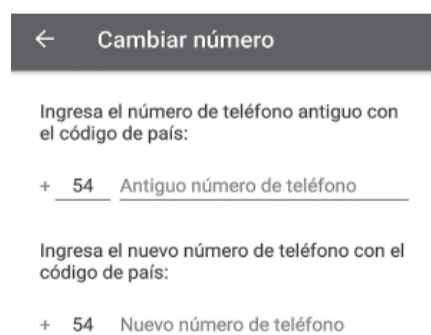 ← Cambiar número
Ingresa el número de teléfono antiguo con
el código de país:
+ 54 Antiguo número de teléfono
Ingresa el nuevo número de teléfono con el
código de país:
+ 54 Nuevo número de teléfono